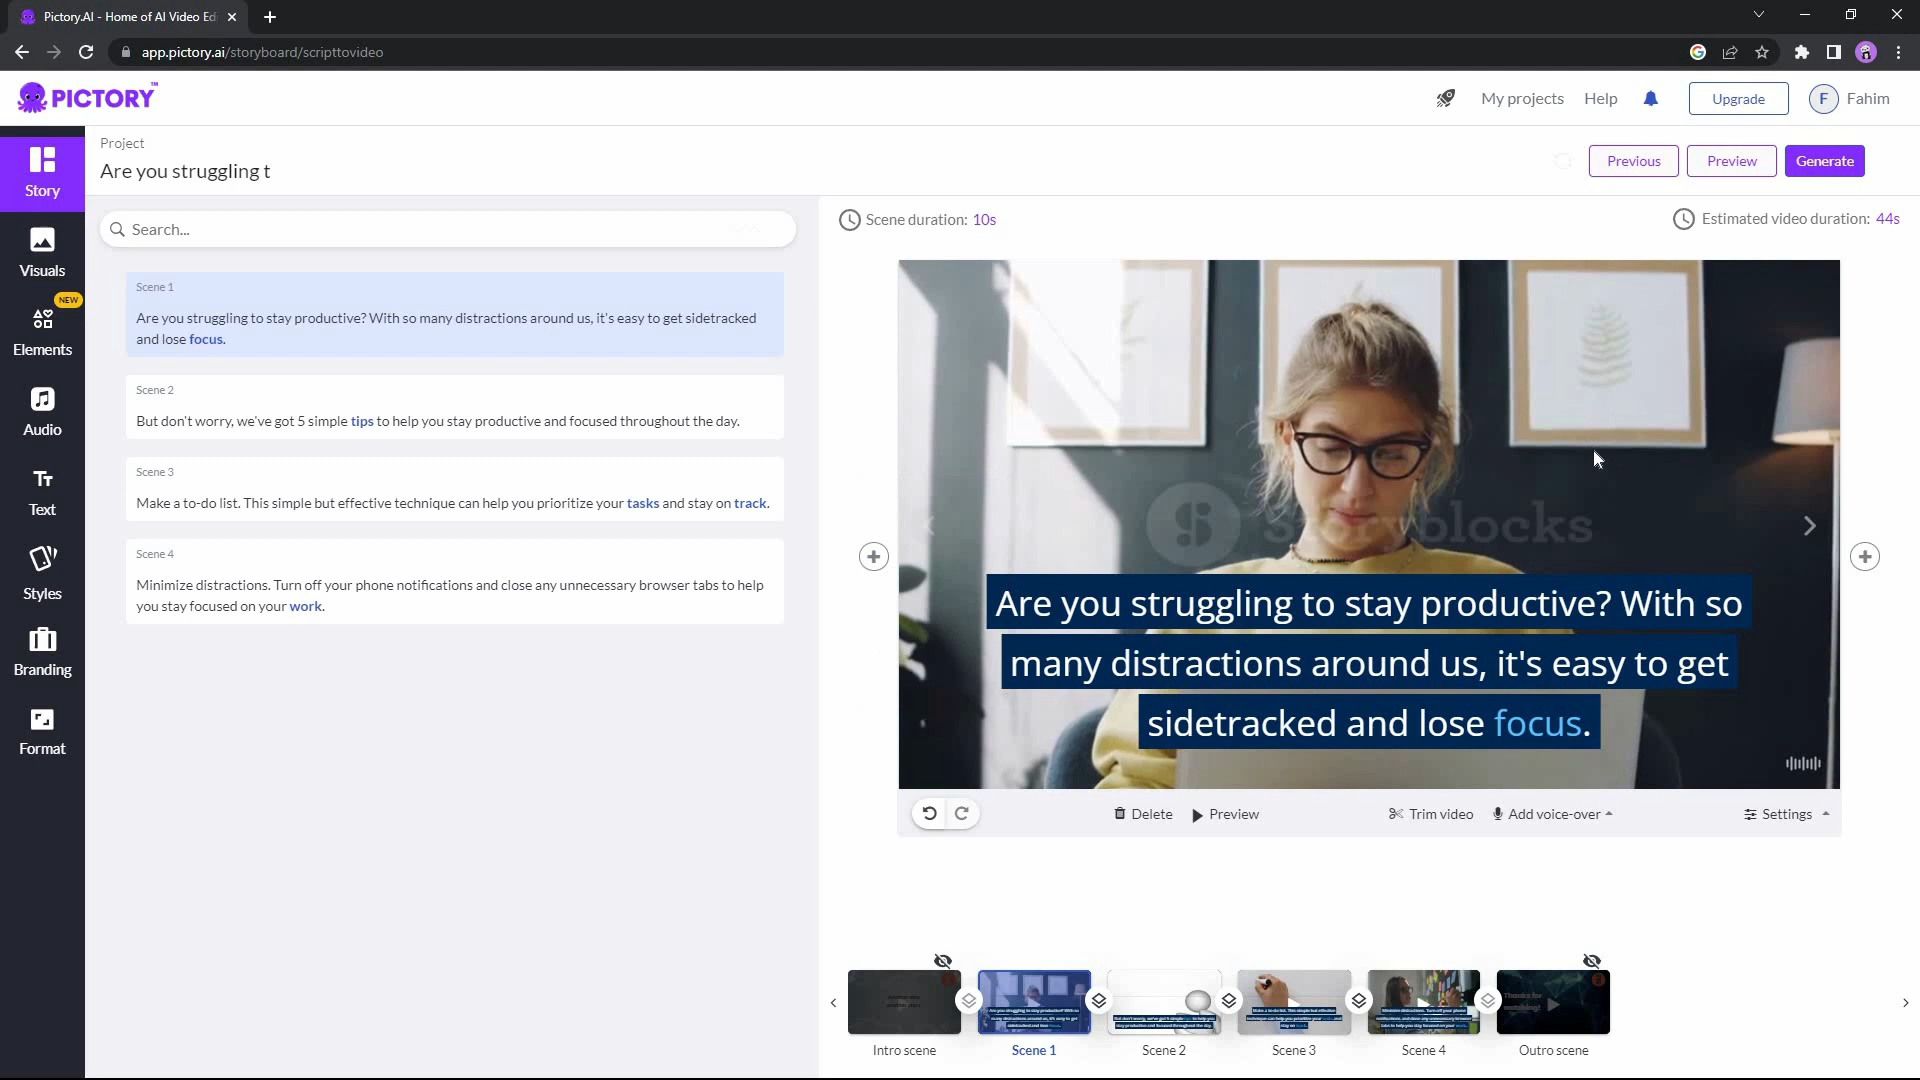 Pictory.AI - Home of AI Video Ed
app.pictory.ai/storyboard/scripttovideo
PICTORY™
My projects
Help
Upgrade
F
Fahim
Project
Are you struggling t
Previous
Preview
Generate
Story
Visuals
NEW
Elements
Audio
Tт
Text
Styles
Branding
Format
Search...
Scene duration: 10s
Estimated video duration: 44s
Scene 1
Are you struggling to stay productive? With so many distractions around us, it's easy to get sidetracked
and lose focus.
Scene 2
But don't worry, we've got 5 simple tips to help you stay productive and focused throughout the day.
Scene 3
Make a to-do list. This simple but effective technique can help you prioritize your tasks and stay on track.
Scene 4
Minimize distractions. Turn off your phone notifications and close any unnecessary browser tabs to help
you stay focused on your work.
Storyblocks
Are you struggling to stay productive? With so
many distractions around us, it's easy to get
sidetracked and lose focus.
Delete
Preview
Trim video
Add voice-over
Settings
Thanks for
watching!
Intro scene
Scene 1
Scene 2
Scene 3
Scene 4
Outro scene